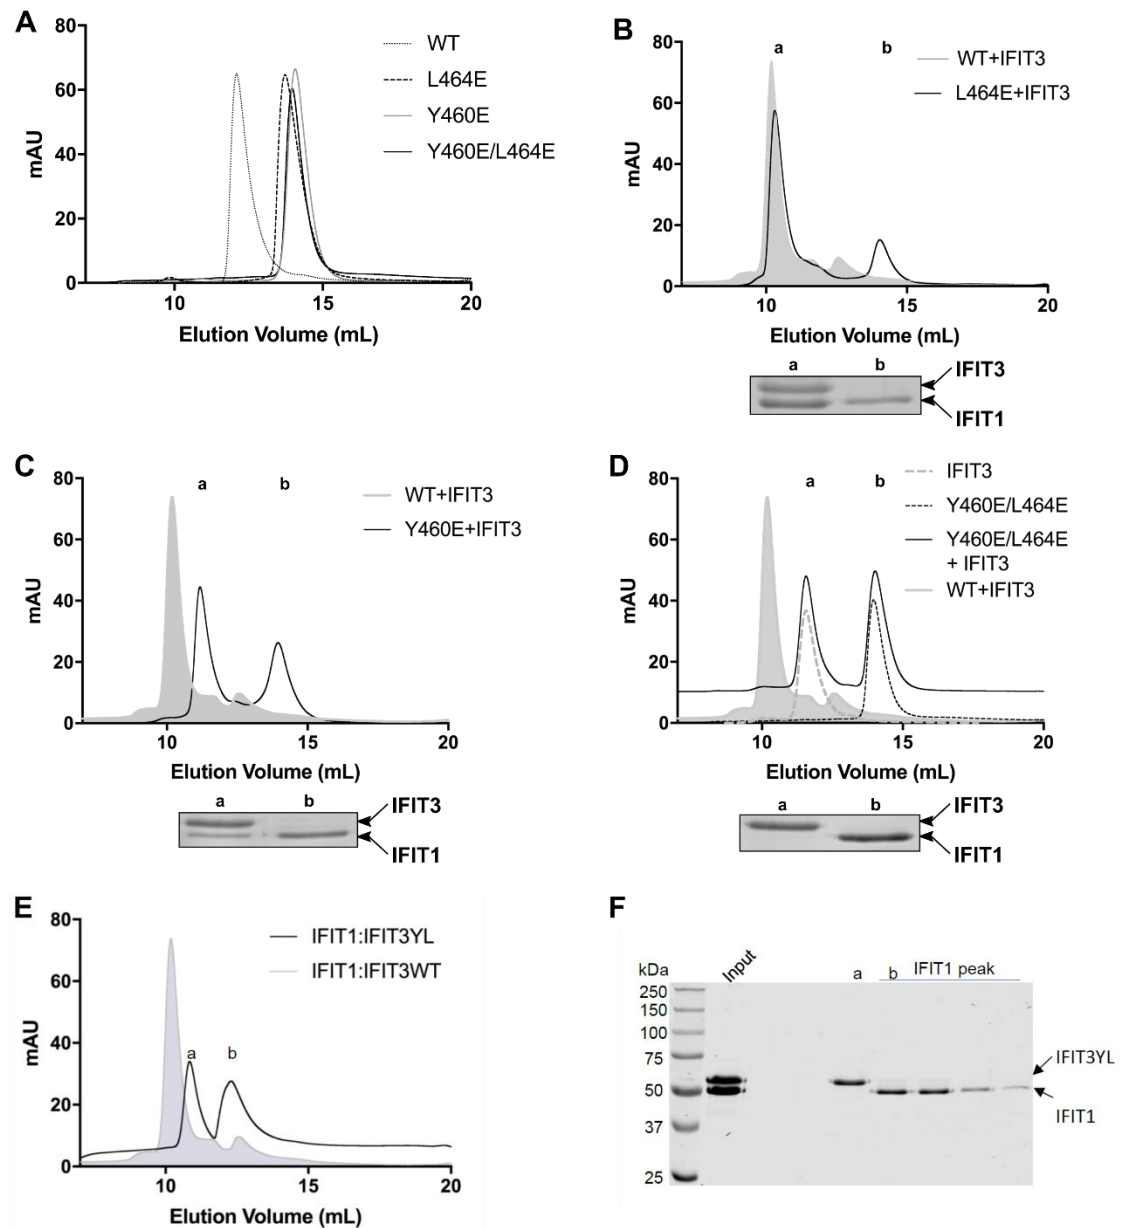 A
80
60
40
20
0
mAU
10
15
20
Elution Volume (mL)
WT
L464E
Y460E
Y460E/L464E
B
80
60
40
20
0
mAU
a
b
10
15
20
Elution Volume (mL)
WT+IFIT3
L464E+IFIT3
a
b
IFIT3
IFIT1
C
80
60
40
20
0
mAU
a
b
10
15
20
Elution Volume (mL)
WT+IFIT3
Y460E+IFIT3
a
b
IFIT3
IFIT1
D
80
60
40
20
0
mAU
a
b
10
15
20
Elution Volume (mL)
IFIT3
Y460E/L464E
Y460E/L464E
+ IFIT3
WT+IFIT3
a
b
IFIT3
IFIT1
E
80
60
40
20
0
mAU
a
b
10
15
20
Elution Volume (mL)
IFIT1:IFIT3YL
IFIT1:IFIT3WT
F
kDa
250
150
100
75
50
37
25
Input
a
b
IFIT1 peak
IFIT3YL
IFIT1